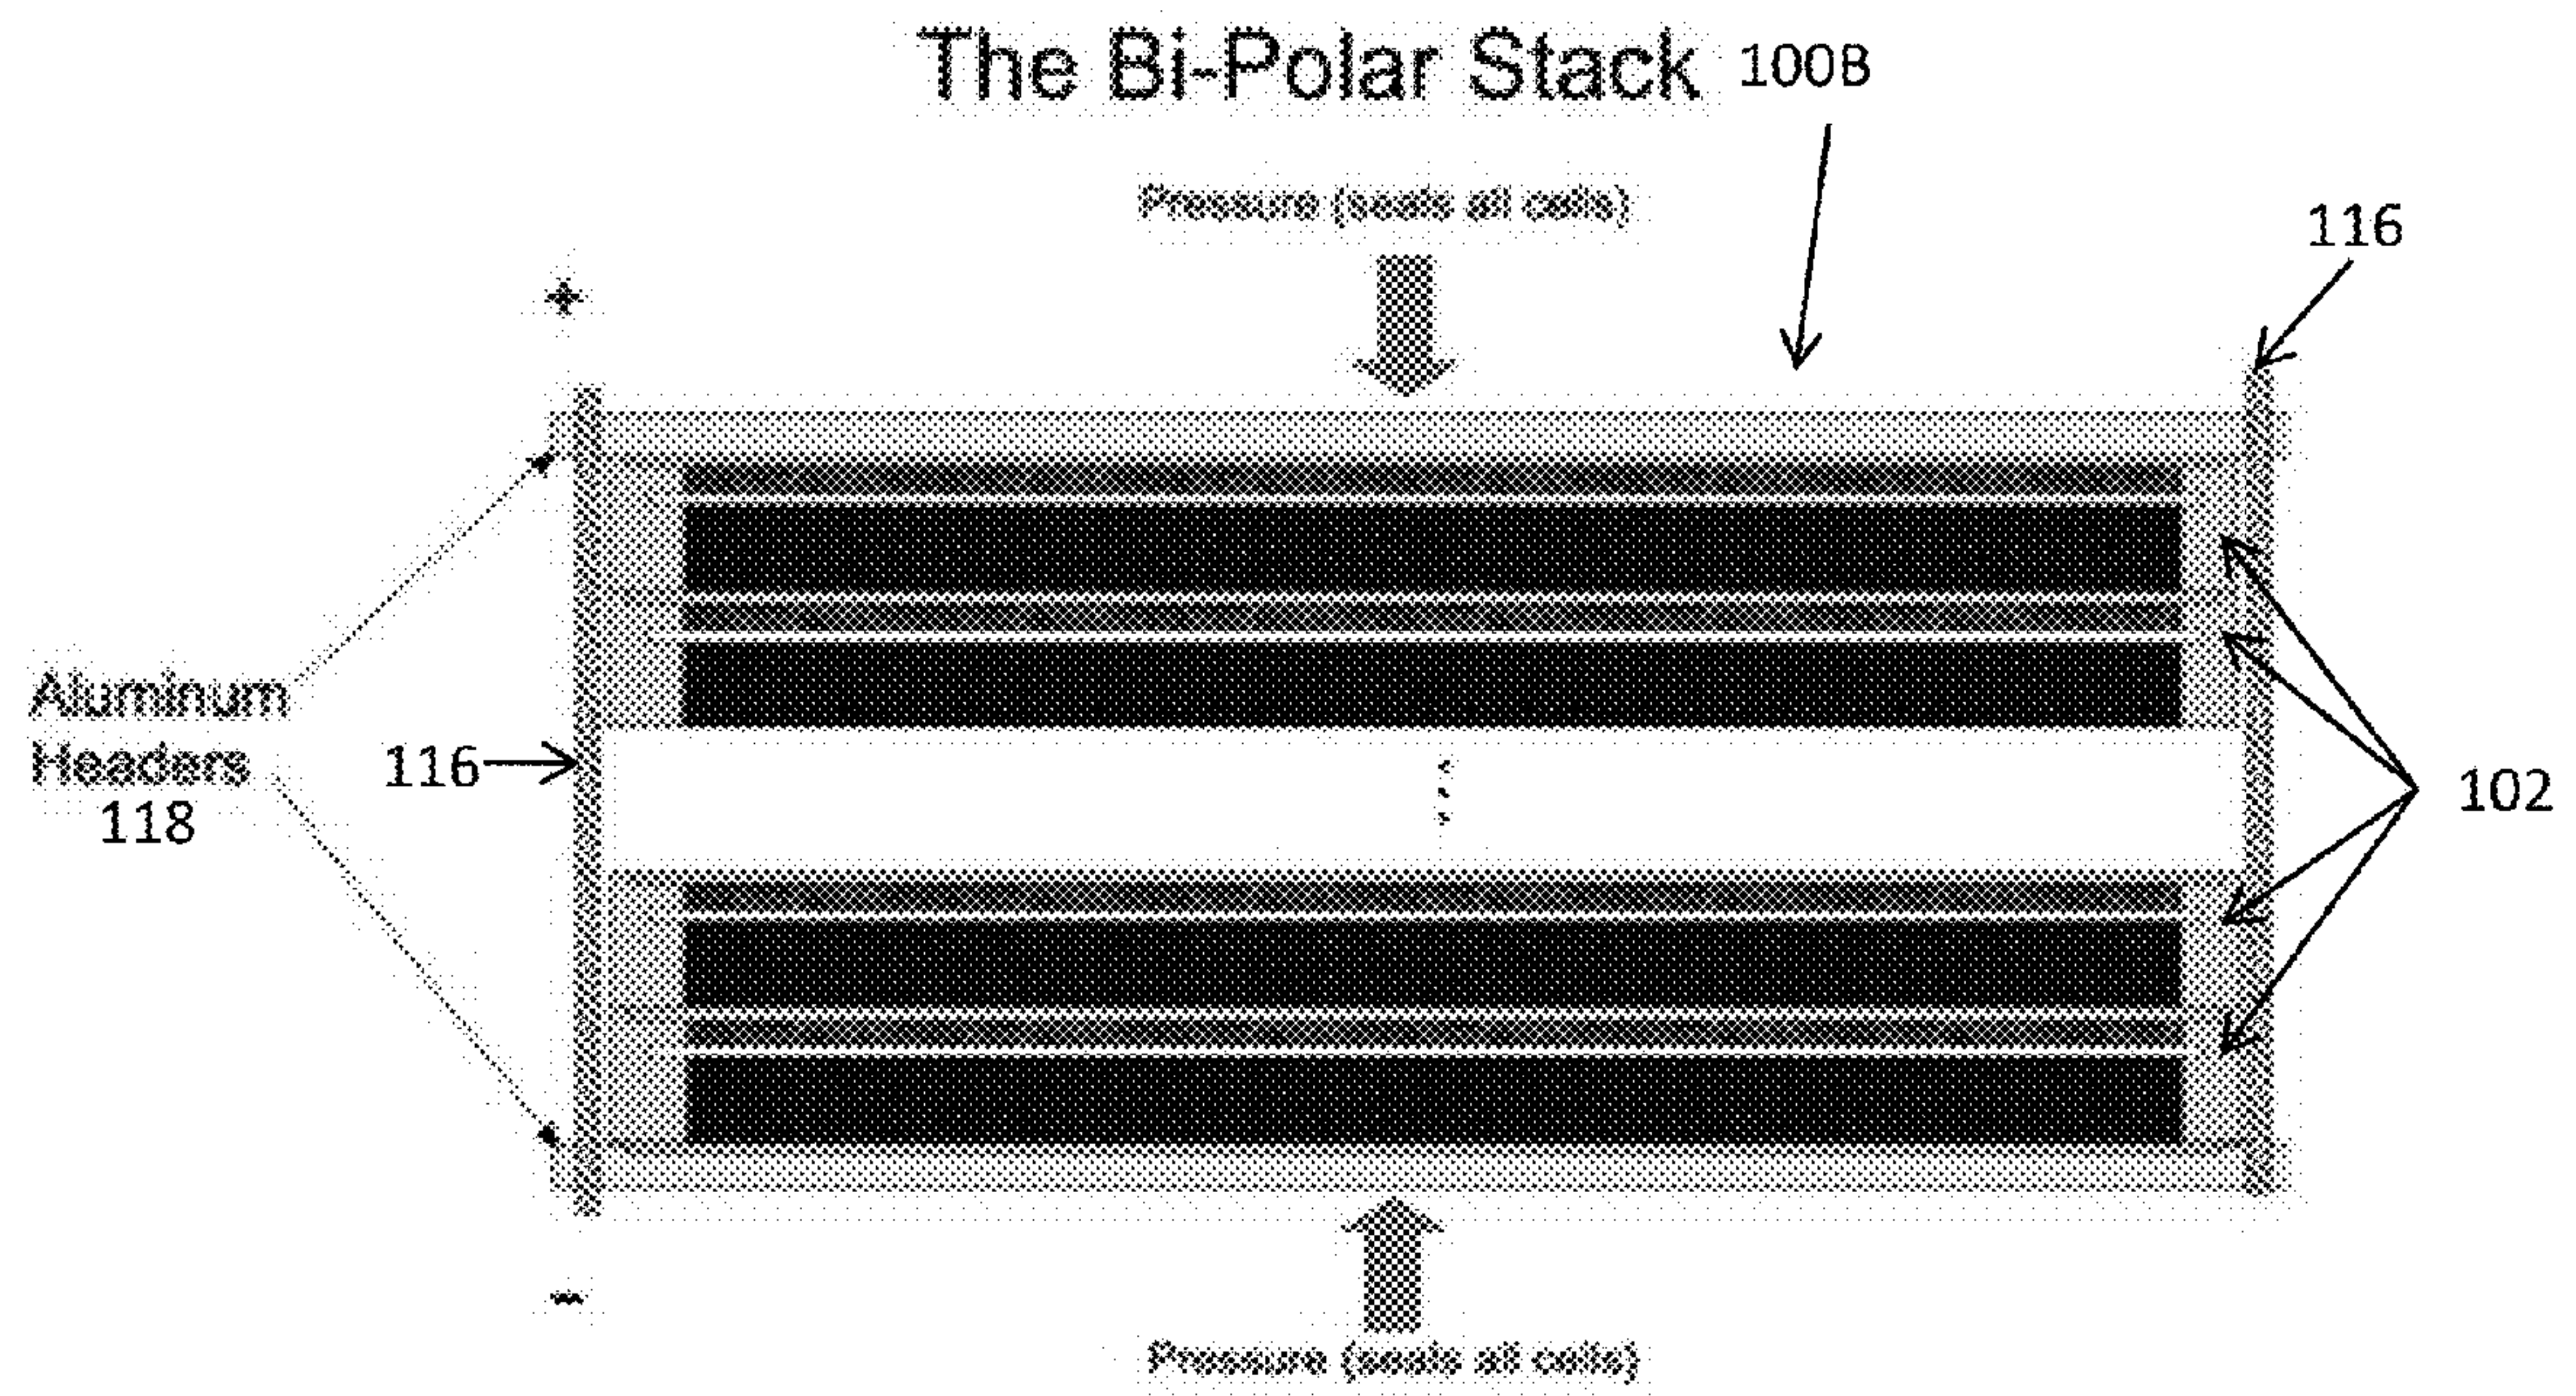 The Bi-Polar Stack 100B
Pressure (seals all cells)
116
+
Aluminum
Headers
118
116
102
-
Pressure (seals all cells)